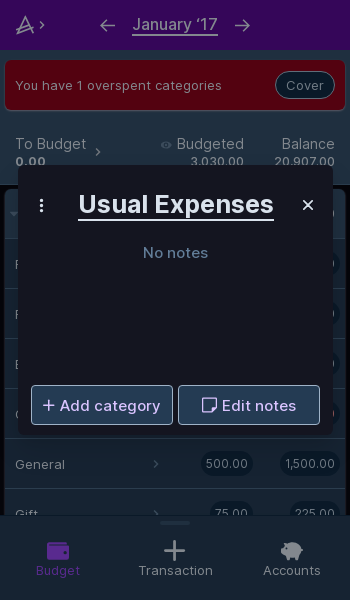 January ‘17
You have 1 overspent categories
Cover
To Budget
Budgeted
Balance
0.00
3,030.00
20,907.00
Usual Expenses
No notes
Add category
Edit notes
General
500.00
1,500.00
Gift
75.00
225.00
Budget
Transaction
Accounts